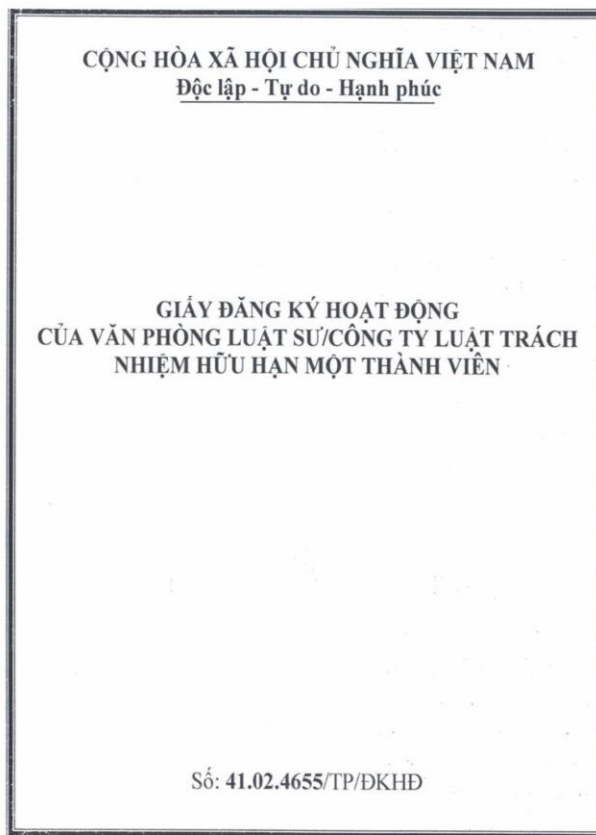 CỘNG HÒA XÃ HỘI CHỦ NGHĨA VIỆT NAM
Độc lập - Tự do - Hạnh phúc
GIẤY ĐĂNG KÝ HOẠT ĐỘNG
CỦA VĂN PHÒNG LUẬT SƯ/CÔNG TY LUẬT TRÁCH
NHIỆM HỮU HẠN MỘT THÀNH VIÊN
Số: 41.02.4655/TP/ĐKHĐ